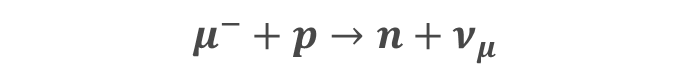 μ⁻ + p → n + ν_μ